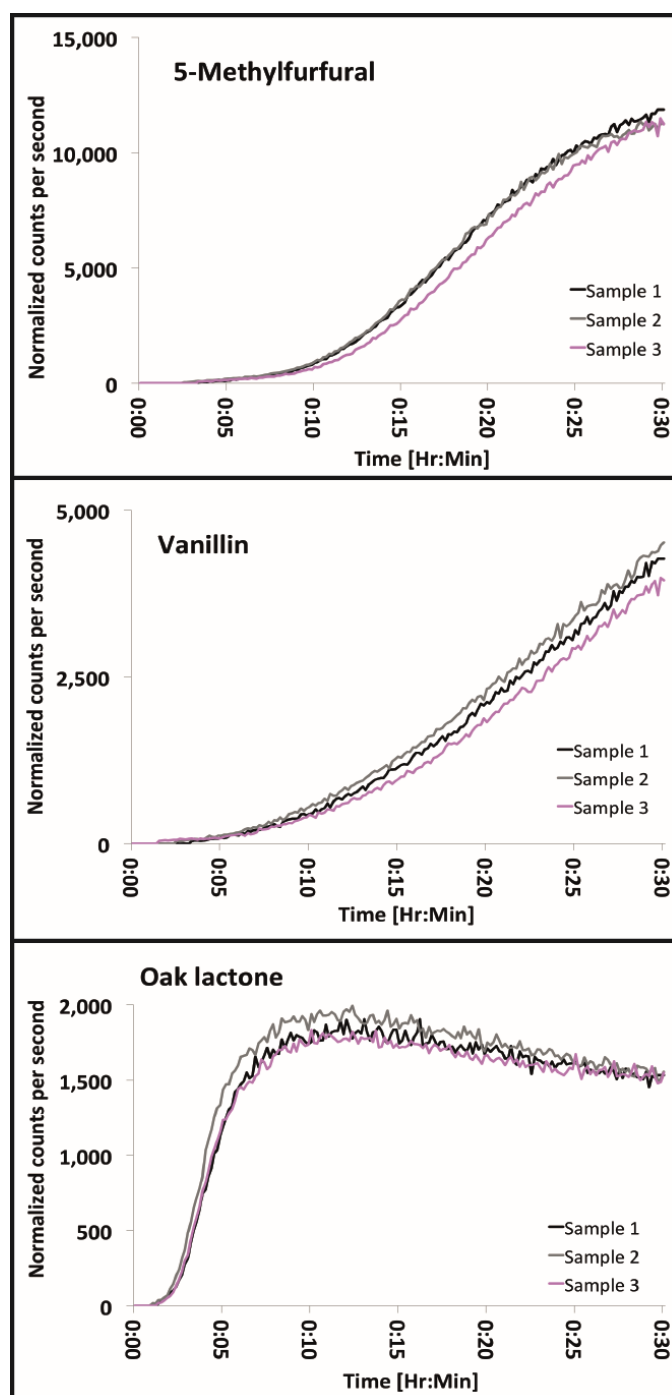 5-Methylfurfural
Normalized counts per second
15,000
10,000
5,000
0
Sample 1
Sample 2
Sample 3
0:00 0:05 0:10 0:15 0:20 0:25 0:30
Time [Hr:Min]
Vanillin
Normalized counts per second
5,000
2,500
0
Sample 1
Sample 2
Sample 3
0:00 0:05 0:10 0:15 0:20 0:25 0:30
Time [Hr:Min]
Oak lactone
Normalized counts per second
2,000
1,500
1,000
500
0
Sample 1
Sample 2
Sample 3
0:00 0:05 0:10 0:15 0:20 0:25 0:30
Time [Hr:Min]